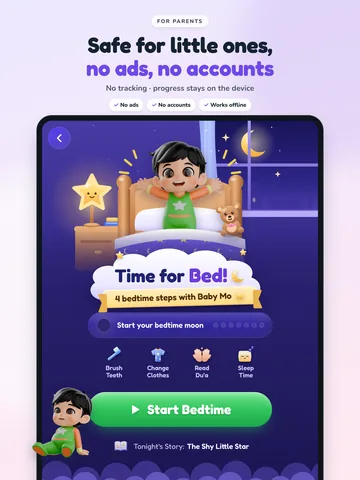 FOR PARENTS
Safe for little ones,
no ads, no accounts
No tracking · progress stays on the device
✓ No ads ✓ No accounts ✓ Works offline
Time for Bed!
4 bedtime steps with Baby Mo
Start your bedtime moon
Brush Teeth
Change Clothes
Read Du'a
Sleep Time
Start Bedtime
Tonight's Story: The Shy Little Star